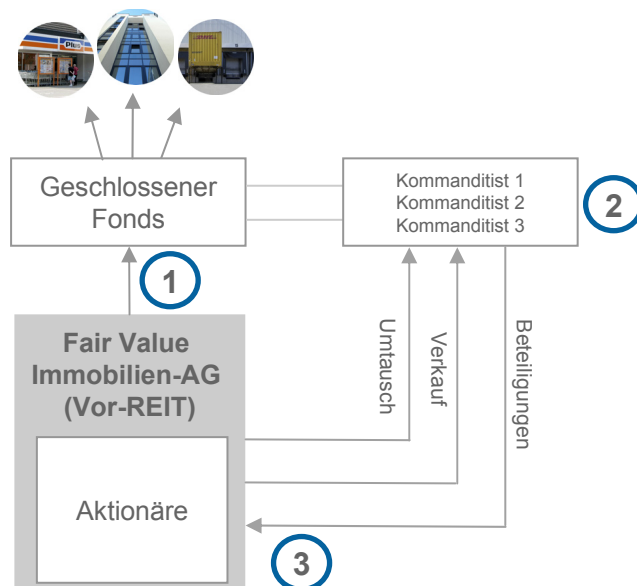 Plus
Geschlossener
Fonds
Kommanditist 1
Kommanditist 2
Kommanditist 3
2
1
Fair Value
Immobilien-AG
(Vor-REIT)
Umtausch
Verkauf
Beteiligungen
Aktionäre
3